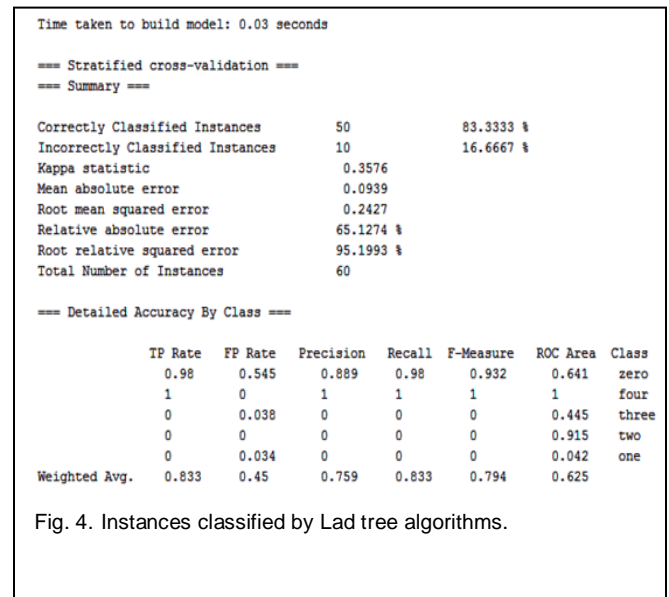 Time taken to build model: 0.03 seconds
=== Stratified cross-validation ===
=== Summary ===
Correctly Classified Instances 50 83.3333 %
Incorrectly Classified Instances 10 16.6667 %
Kappa statistic 0.3576
Mean absolute error 0.0939
Root mean squared error 0.2427
Relative absolute error 65.1274 %
Root relative squared error 95.1993 %
Total Number of Instances 60
=== Detailed Accuracy By Class ===
TP Rate FP Rate Precision Recall F-Measure ROC Area Class
0.98 0.545 0.889 0.98 0.932 0.641 zero
1 0 1 1 1 1 four
0 0.038 0 0 0 0.445 three
0 0 0 0 0 0.915 two
0 0.034 0 0 0 0.042 one
Weighted Avg. 0.833 0.45 0.759 0.833 0.794 0.625
Fig. 4. Instances classified by Lad tree algorithms.